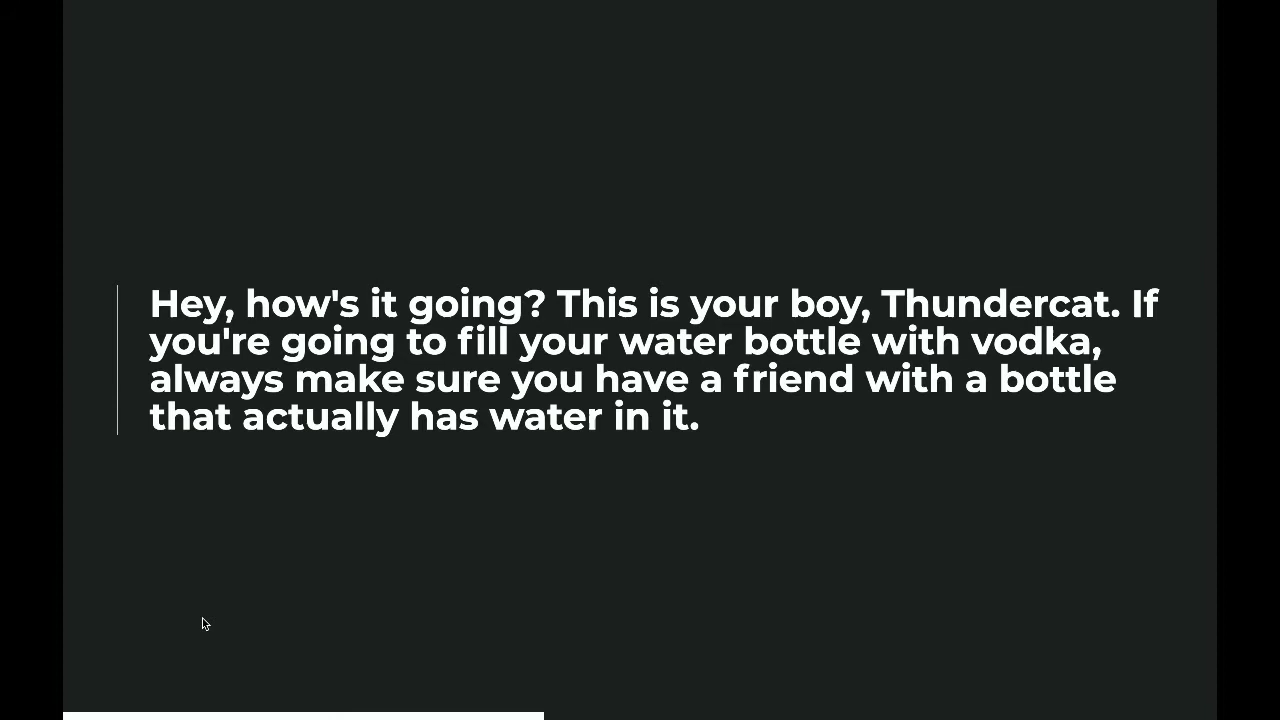 Hey, how's it going? This is your boy, Thundercat. If
you're going to fill your water bottle with vodka,
always make sure you have a friend with a bottle
that actually has water in it.